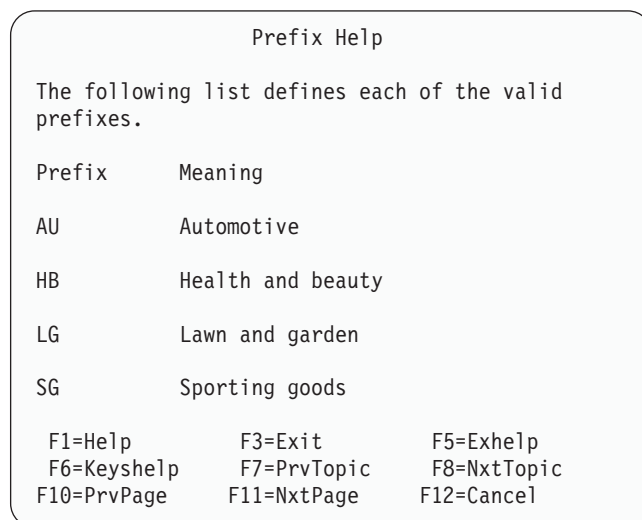 Prefix Help
The following list defines each of the valid
prefixes.
Prefix Meaning
AU Automotive
HB Health and beauty
LG Lawn and garden
SG Sporting goods
F1=Help F3=Exit F5=Exhelp
F6=Keyshelp F7=PrvTopic F8=NxtTopic
F10=PrvPage F11=NxtPage F12=Cancel